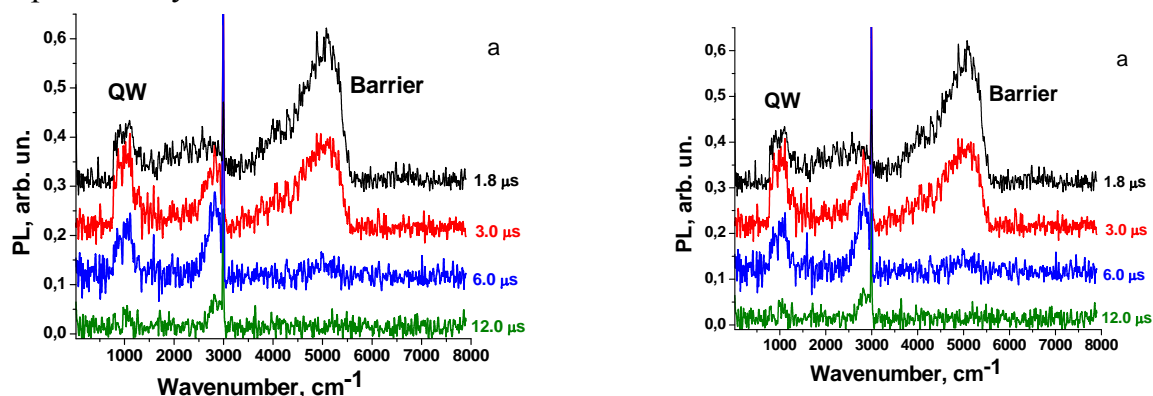 0,6
0,5
0,4
0,3
0,2
0,1
0,0
PL, arb. un.
QW
Barrier
a
1.8 μs
3.0 μs
6.0 μs
12.0 μs
1000 2000 3000 4000 5000 6000 7000 8000
Wavenumber, cm-1
0,6
0,5
0,4
0,3
0,2
0,1
0,0
PL, arb. un.
QW
Barrier
a
1.8 μs
3.0 μs
6.0 μs
12.0 μs
1000 2000 3000 4000 5000 6000 7000 8000
Wavenumber, cm-1